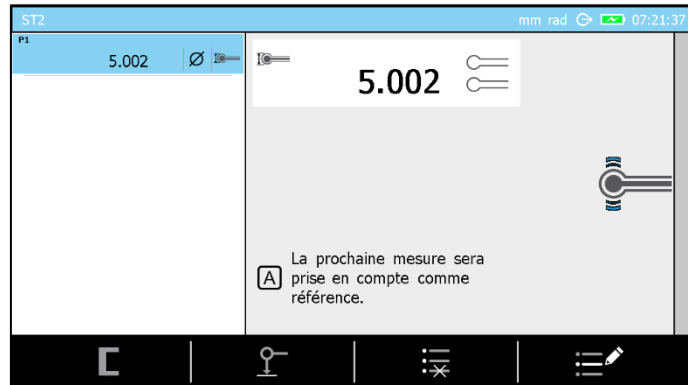 ST2
mm rad 07:21:37
P1
5.002 Ø
5.002
A
La prochaine mesure sera
prise en compte comme
référence.